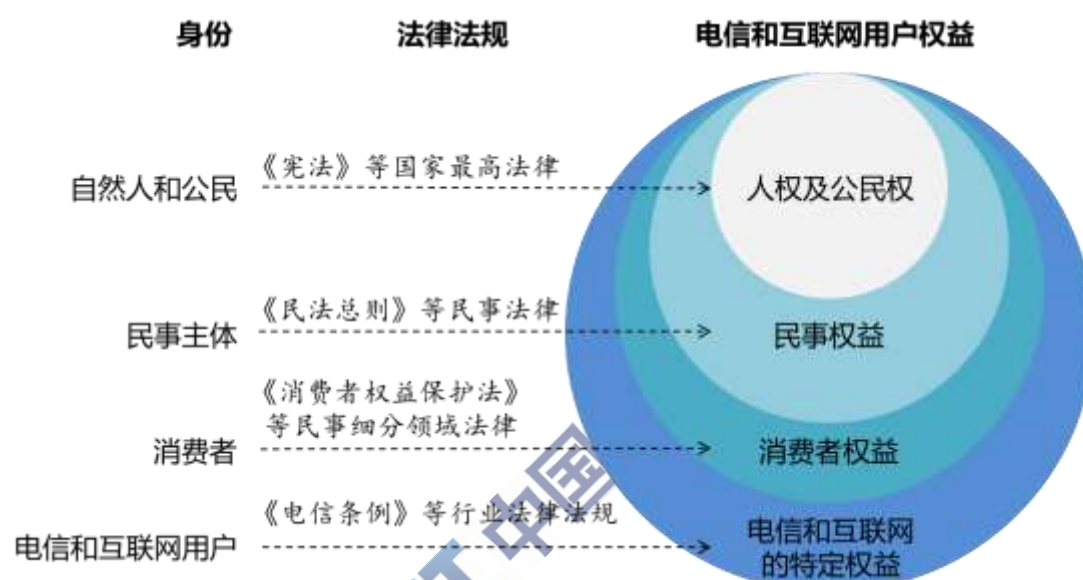 身份 法律法规 电信和互联网用户权益
自然人和公民 《宪法》等国家最高法律 人权及公民权
民事主体 《民法总则》等民事法律 民事权益
《消费者权益保护法》
等民事细分领域法律
消费者 消费者权益
《电信条例》等行业法律法规
电信和互联网用户 电信和互联网
的特定权益
中国